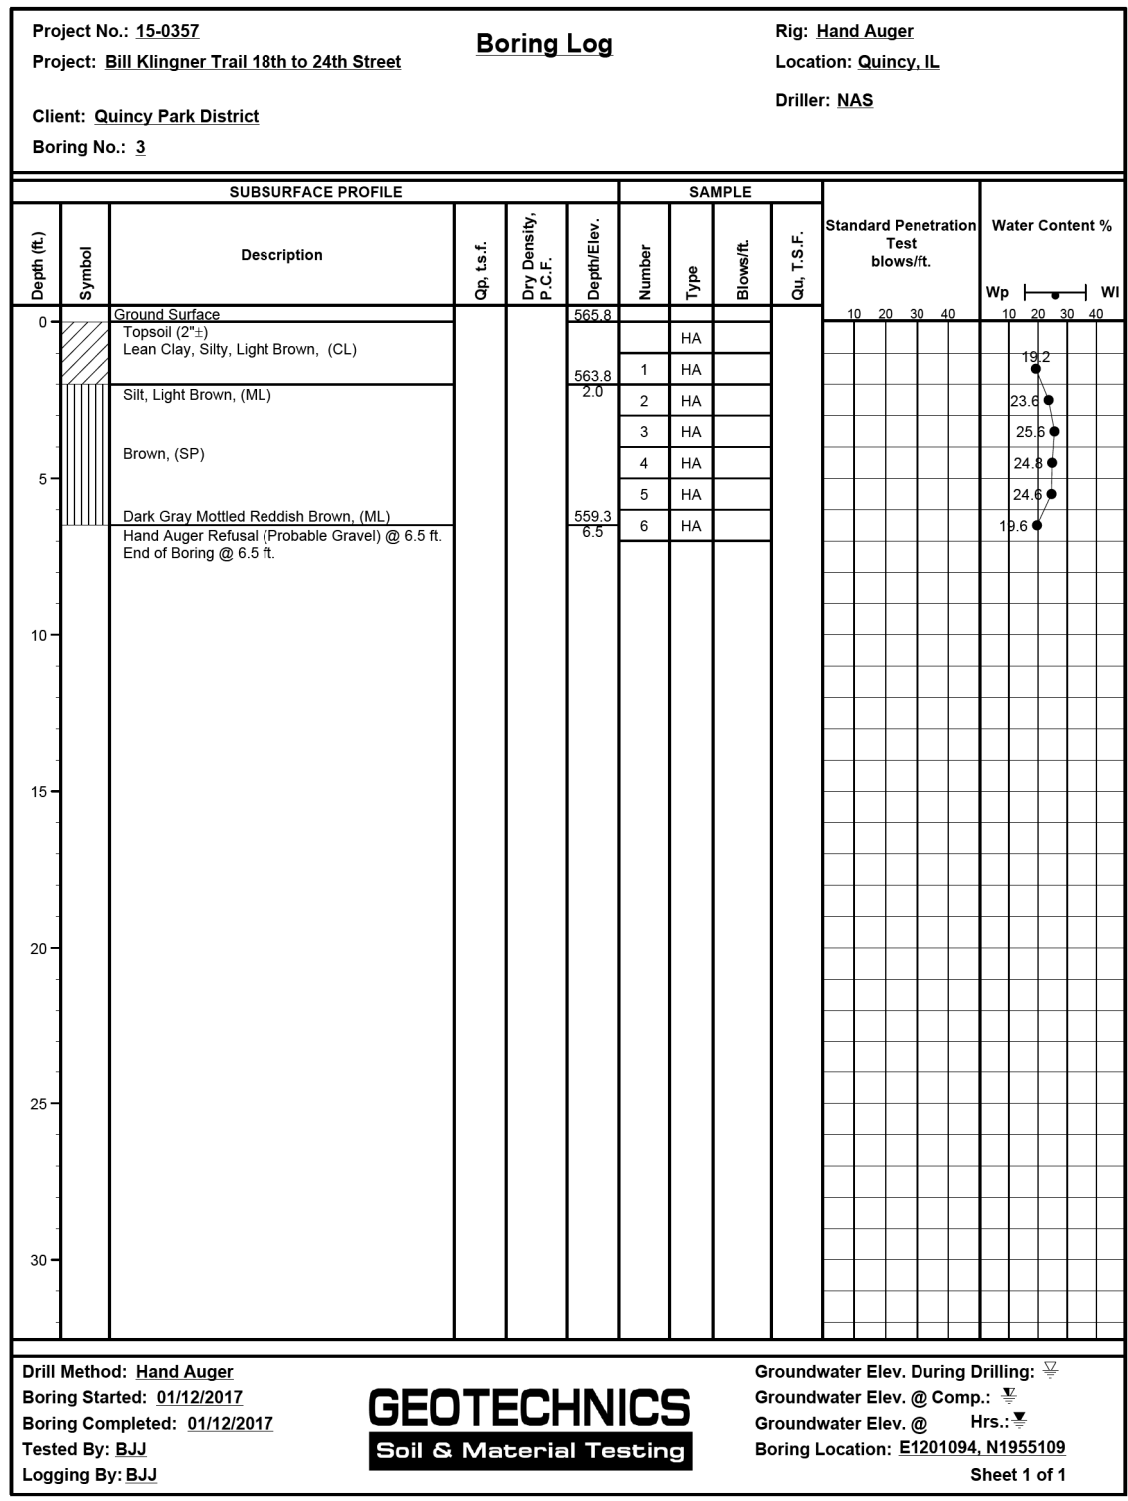 Project No.: 15-0357
Project: Bill Klingner Trail 18th to 24th Street
Client: Quincy Park District
Boring No.: 3
Boring Log
Rig: Hand Auger
Location: Quincy, IL
Driller: NAS
SUBSURFACE PROFILE
SAMPLE
Depth (ft.)
Symbol
Description
Qp, t.s.f.
Dry Density, P.C.F.
Depth/Elev.
Number
Type
Blows/ft.
Qu, T.S.F.
Standard Penetration
Test
blows/ft.
Water Content %
Wp Wl
10 20 30 40
10 20 30 40
Ground Surface 565.8
0
Topsoil (2"±)
Lean Clay, Silty, Light Brown, (CL)
HA
19.2
1 HA
563.8
2.0
Silt, Light Brown, (ML)
2 HA 23.6
3 HA 25.6
Brown, (SP)
4 HA 24.8
5
5 HA 24.6
Dark Gray Mottled Reddish Brown, (ML)
559.3
6.5
6 HA 19.6
Hand Auger Refusal (Probable Gravel) @ 6.5 ft.
End of Boring @ 6.5 ft.
10
15
20
25
30
Drill Method: Hand Auger
Boring Started: 01/12/2017
Boring Completed: 01/12/2017
Tested By: BJJ
Logging By: BJJ
GEOTECHNICS
Soil & Material Testing
Groundwater Elev. During Drilling:
Groundwater Elev. @ Comp.:
Groundwater Elev. @ Hrs.:
Boring Location: E1201094, N1955109
Sheet 1 of 1